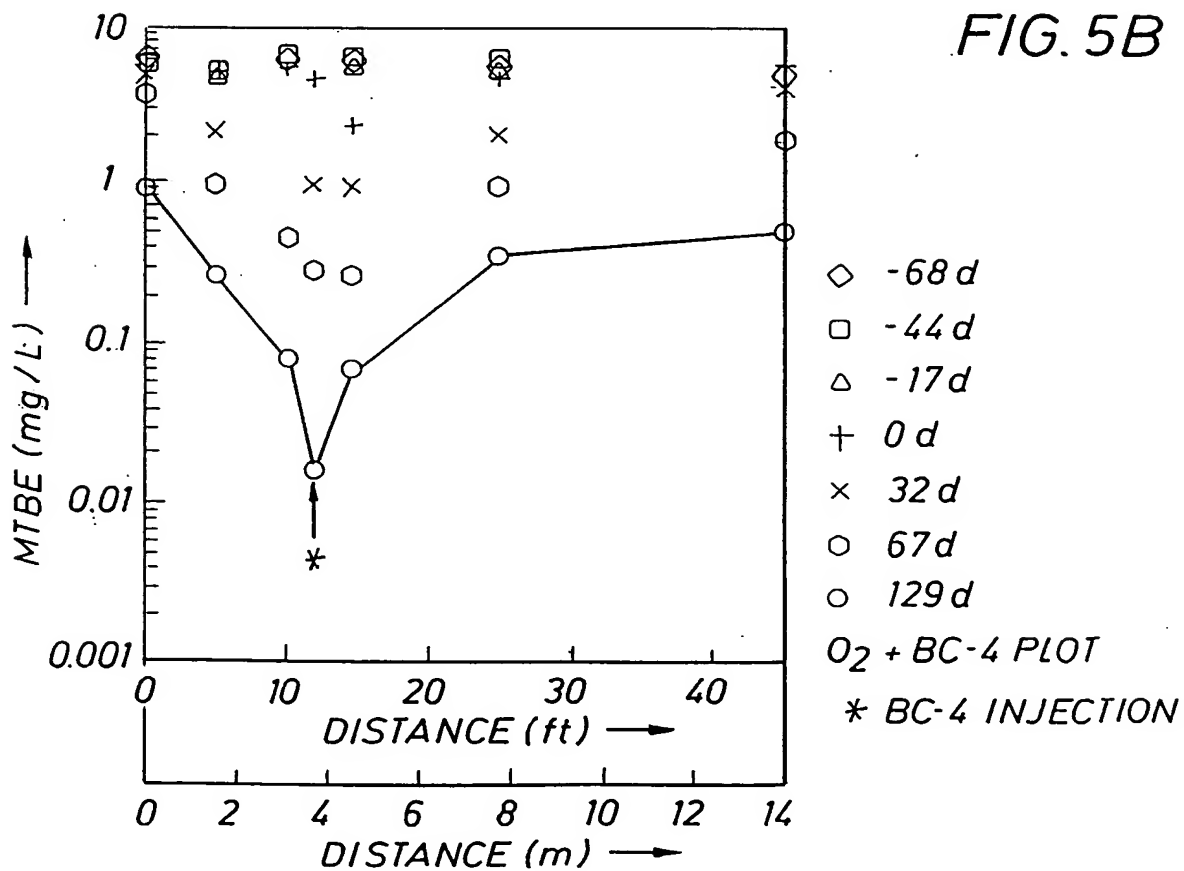 FIG. 5B
10
1
0.1
0.01
0.001
MTBE (mg/L)
0 10 20 30 40
DISTANCE (ft)
0 2 4 6 8 10 12 14
DISTANCE (m)
-68 d
-44 d
-17 d
0 d
32 d
67 d
129 d
O2 + BC-4 PLOT
* BC-4 INJECTION
*